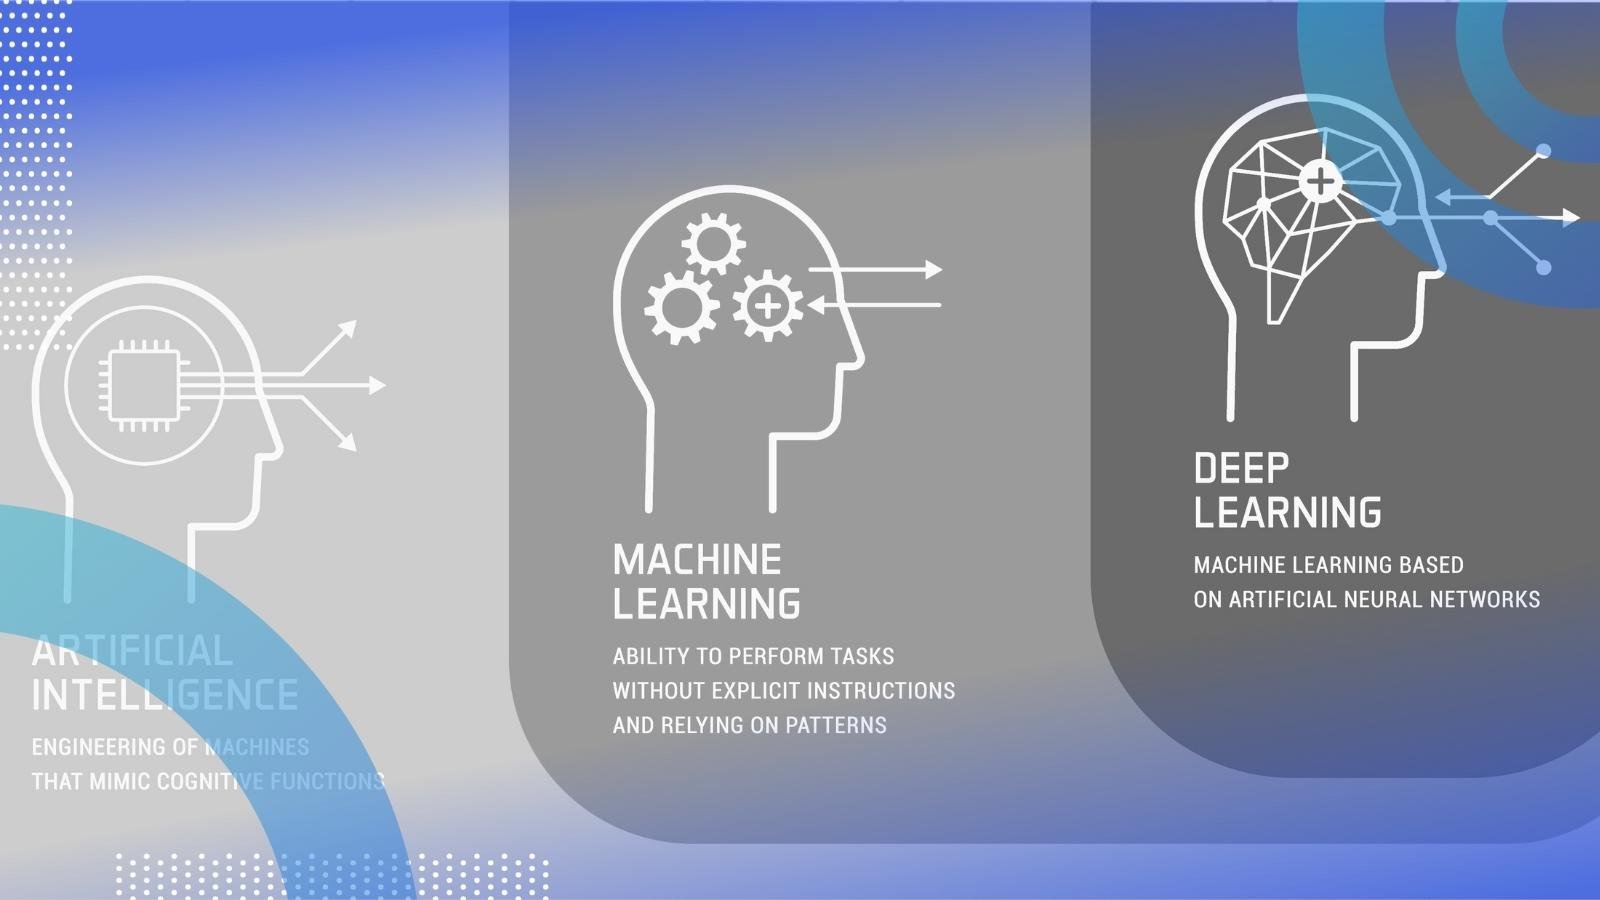 ARTIFICIAL
INTELLIGENCE
ENGINEERING OF MACHINES
THAT MIMIC COGNITIVE FUNCTIONS
MACHINE
LEARNING
ABILITY TO PERFORM TASKS
WITHOUT EXPLICIT INSTRUCTIONS
AND RELYING ON PATTERNS
DEEP
LEARNING
MACHINE LEARNING BASED
ON ARTIFICIAL NEURAL NETWORKS